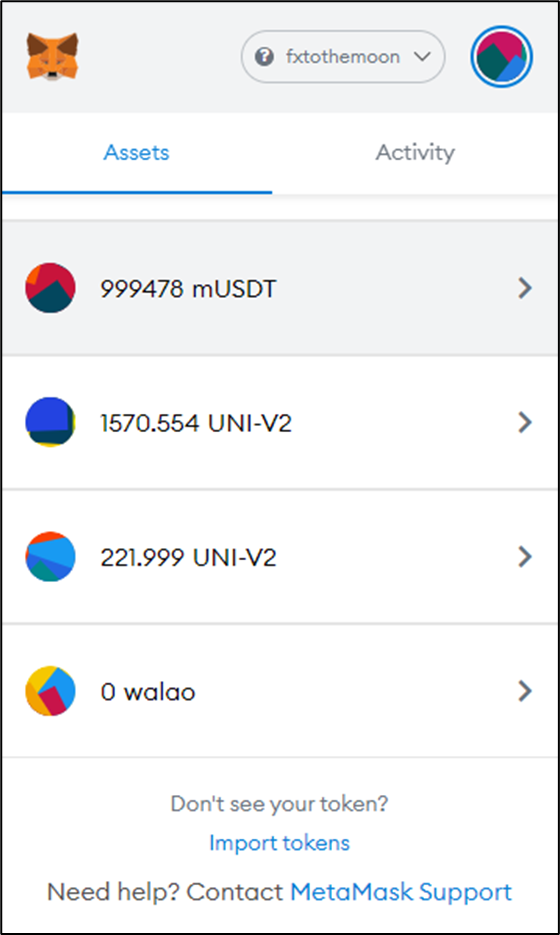 ? fxtothemoon
Assets Activity
999478 mUSDT
1570.554 UNI-V2
221.999 UNI-V2
0 walao
Don't see your token?
Import tokens
Need help? Contact MetaMask Support